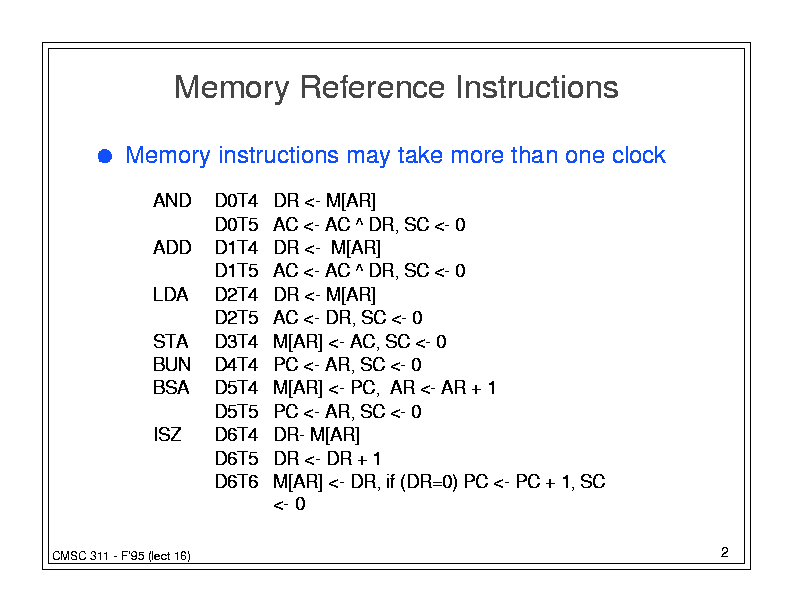 Memory Reference Instructions
● Memory instructions may take more than one clock
AND D0T4 DR <- M[AR]
D0T5 AC <- AC ^ DR, SC <- 0
ADD D1T4 DR <- M[AR]
D1T5 AC <- AC ^ DR, SC <- 0
LDA D2T4 DR <- M[AR]
D2T5 AC <- DR, SC <- 0
STA D3T4 M[AR] <- AC, SC <- 0
BUN D4T4 PC <- AR, SC <- 0
BSA D5T4 M[AR] <- PC, AR <- AR + 1
D5T5 PC <- AR, SC <- 0
ISZ D6T4 DR- M[AR]
D6T5 DR <- DR + 1
D6T6 M[AR] <- DR, if (DR=0) PC <- PC + 1, SC
<- 0
CMSC 311 - F'95 (lect 16)
2